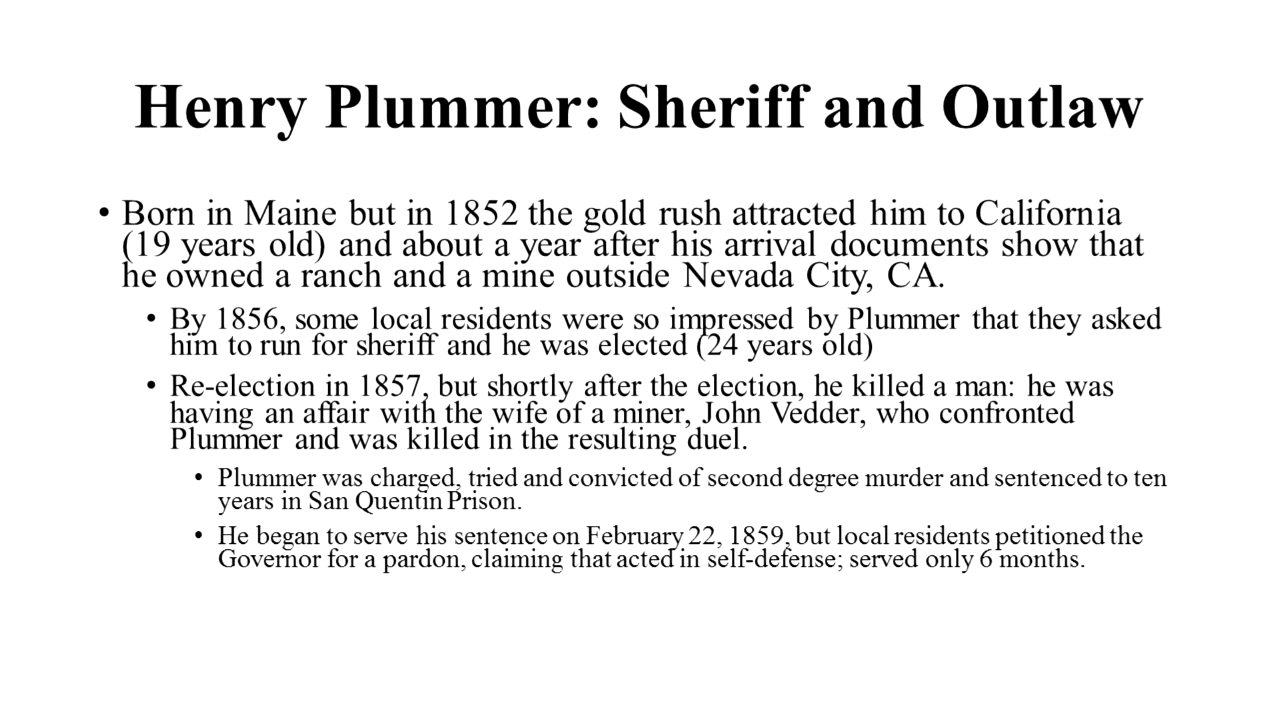 Henry Plummer: Sheriff and Outlaw
• Born in Maine but in 1852 the gold rush attracted him to California
(19 years old) and about a year after his arrival documents show that
he owned a ranch and a mine outside Nevada City, CA.
• By 1856, some local residents were so impressed by Plummer that they asked
him to run for sheriff and he was elected (24 years old)
• Re-election in 1857, but shortly after the election, he killed a man: he was
having an affair with the wife of a miner, John Vedder, who confronted
Plummer and was killed in the resulting duel.
• Plummer was charged, tried and convicted of second degree murder and sentenced to ten
years in San Quentin Prison.
• He began to serve his sentence on February 22, 1859, but local residents petitioned the
Governor for a pardon, claiming that acted in self-defense; served only 6 months.